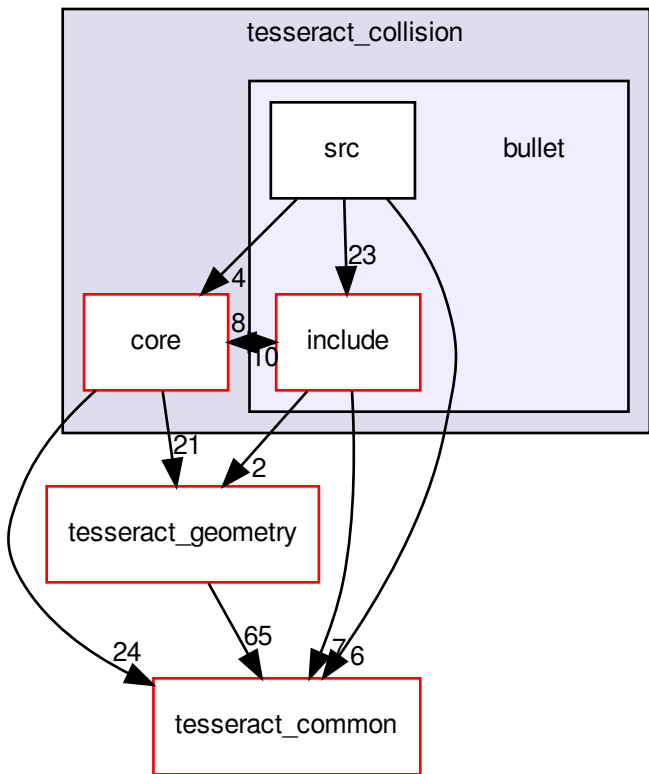 tesseract_collision
src
bullet
4
23
core
8
10
include
21
2
tesseract_geometry
24
65
7
6
tesseract_common